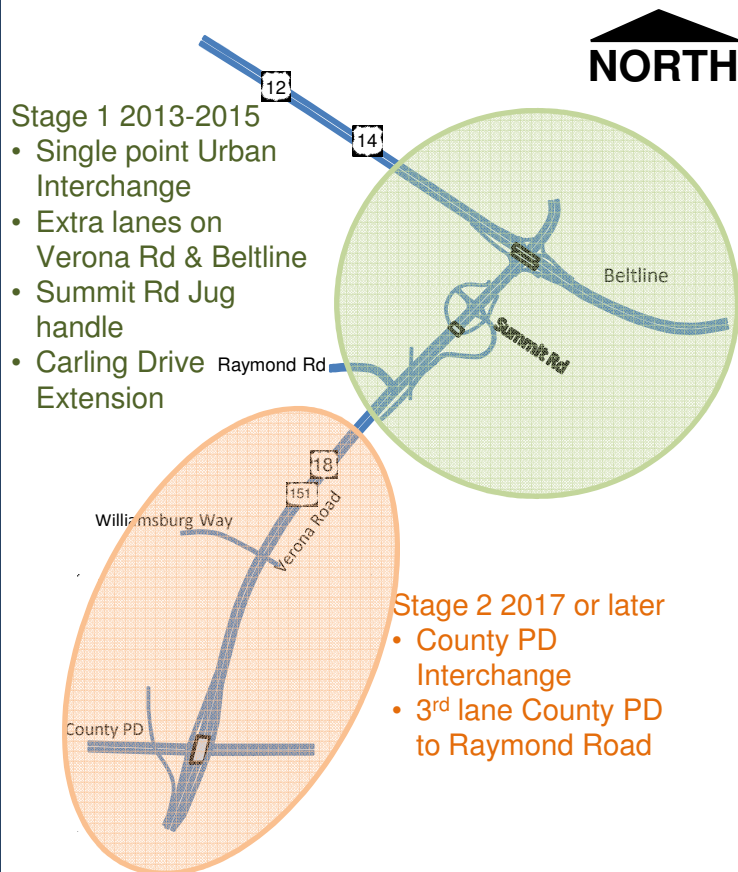 NORTH
12
14
Stage 1 2013-2015
• Single point Urban
Interchange
• Extra lanes on
Verona Rd & Beltline
• Summit Rd Jug
handle
• Carling Drive
Extension
Beltline
Summit Rd
Raymond Rd
18
151
Verona Road
Williamsburg Way
Stage 2 2017 or later
• County PD
Interchange
• 3rd lane County PD
to Raymond Road
County PD